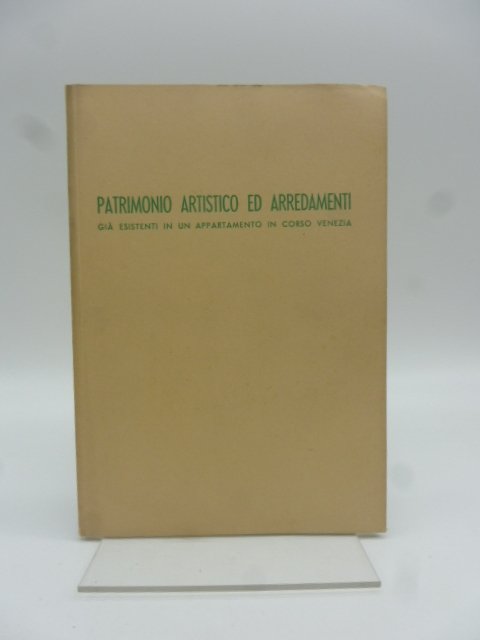 PATRIMONIO ARTISTICO ED ARREDAMENTI
GIÀ ESISTENTI IN UN APPARTAMENTO IN CORSO VENEZIA